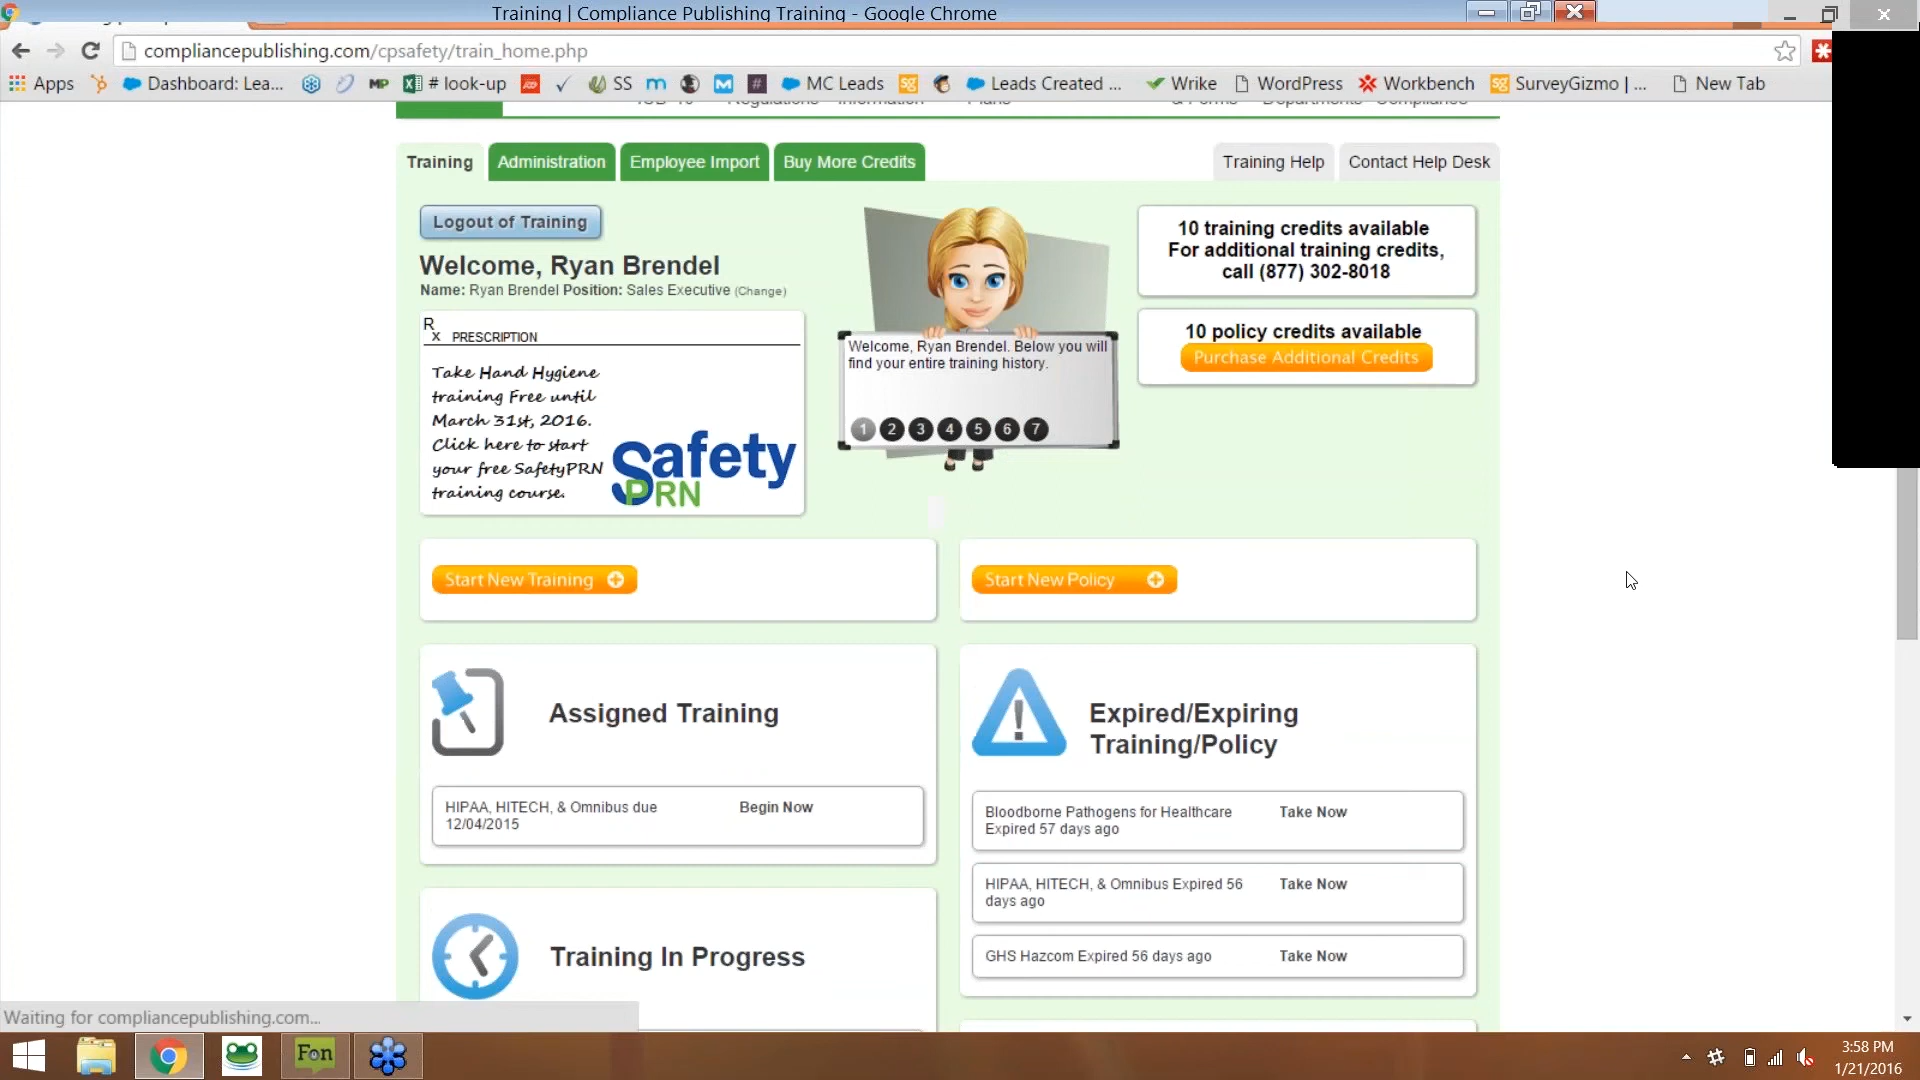 Training | Compliance Publishing Training - Google Chrome
compliancepublishing.com/cpsafety/train_home.php
Apps Dashboard: Lea... MP # look-up SS MC Leads sg Leads Created ... Wrike WordPress Workbench sg SurveyGizmo | ... New Tab
Training Administration Employee Import Buy More Credits Training Help Contact Help Desk
Logout of Training
Welcome, Ryan Brendel
Name: Ryan Brendel Position: Sales Executive (Change)
Rx PRESCRIPTION
Take Hand Hygiene
training Free until
March 31st, 2016.
Click here to start
your free SafetyPRN
training course.
Safety
PRN
Welcome, Ryan Brendel. Below you will
find your entire training history.
1 2 3 4 5 6 7
10 training credits available
For additional training credits,
call (877) 302-8018
10 policy credits available
Purchase Additional Credits
Start New Training
Start New Policy
Assigned Training
HIPAA, HITECH, & Omnibus due
12/04/2015
Begin Now
Expired/Expiring
Training/Policy
Bloodborne Pathogens for Healthcare
Expired 57 days ago
Take Now
HIPAA, HITECH, & Omnibus Expired 56
days ago
Take Now
GHS Hazcom Expired 56 days ago
Take Now
Training In Progress
Waiting for compliancepublishing.com...
Fon
3:58 PM
1/21/2016